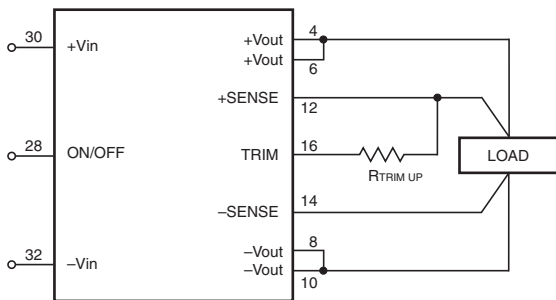 30
+Vin
28
ON/OFF
32
–Vin
+Vout
4
+Vout
6
+SENSE
12
TRIM
16
RTRIM UP
–SENSE
14
–Vout
8
–Vout
10
LOAD